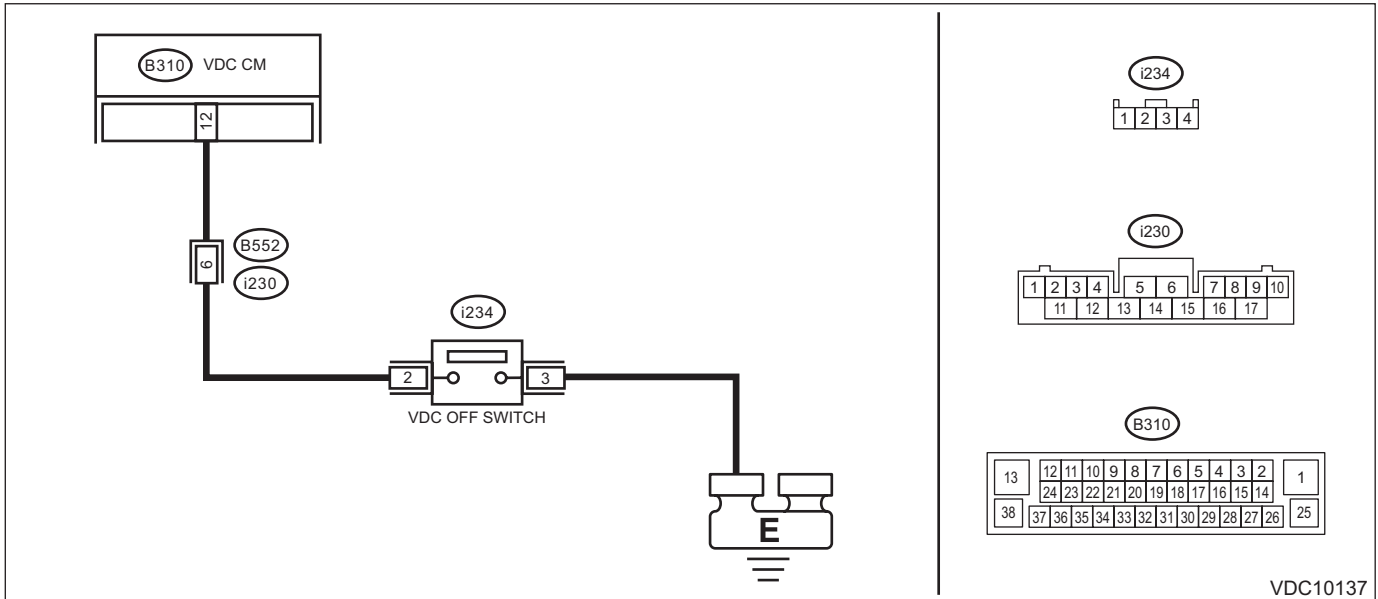 B310 VDC CM
12
6
B552
i230
i234
2
3
VDC OFF SWITCH
E
i234
1 2 3 4
i230
1 2 3 4 5 6 7 8 9 10
11 12 13 14 15 16 17
B310
13 12 11 10 9 8 7 6 5 4 3 2 1
24 23 22 21 20 19 18 17 16 15 14
38 37 36 35 34 33 32 31 30 29 28 27 26 25
VDC10137